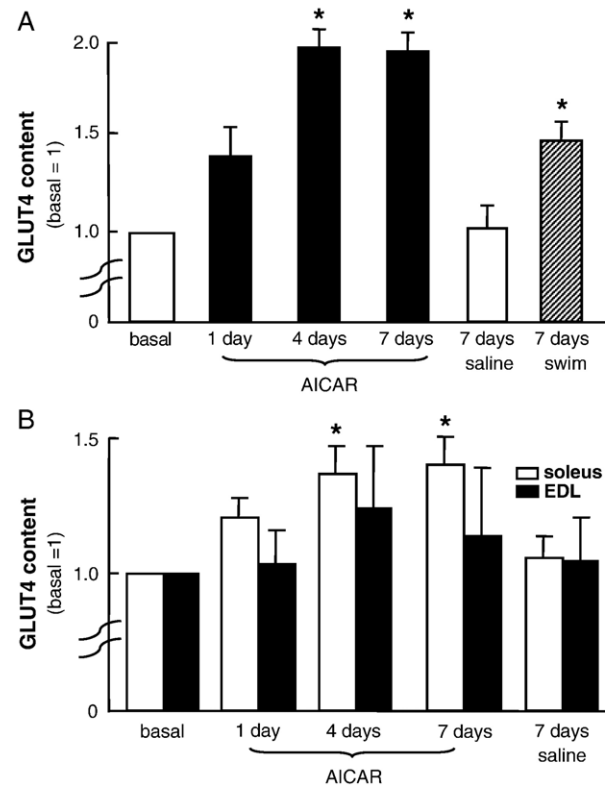 A
GLUT4 content
(basal = 1)
2.0
1.5
1.0
0
* * *
basal 1 day 4 days 7 days 7 days saline 7 days swim
AICAR
B
GLUT4 content
(basal =1)
1.5
1.0
0
* *
soleus
EDL
basal 1 day 4 days 7 days 7 days saline
AICAR